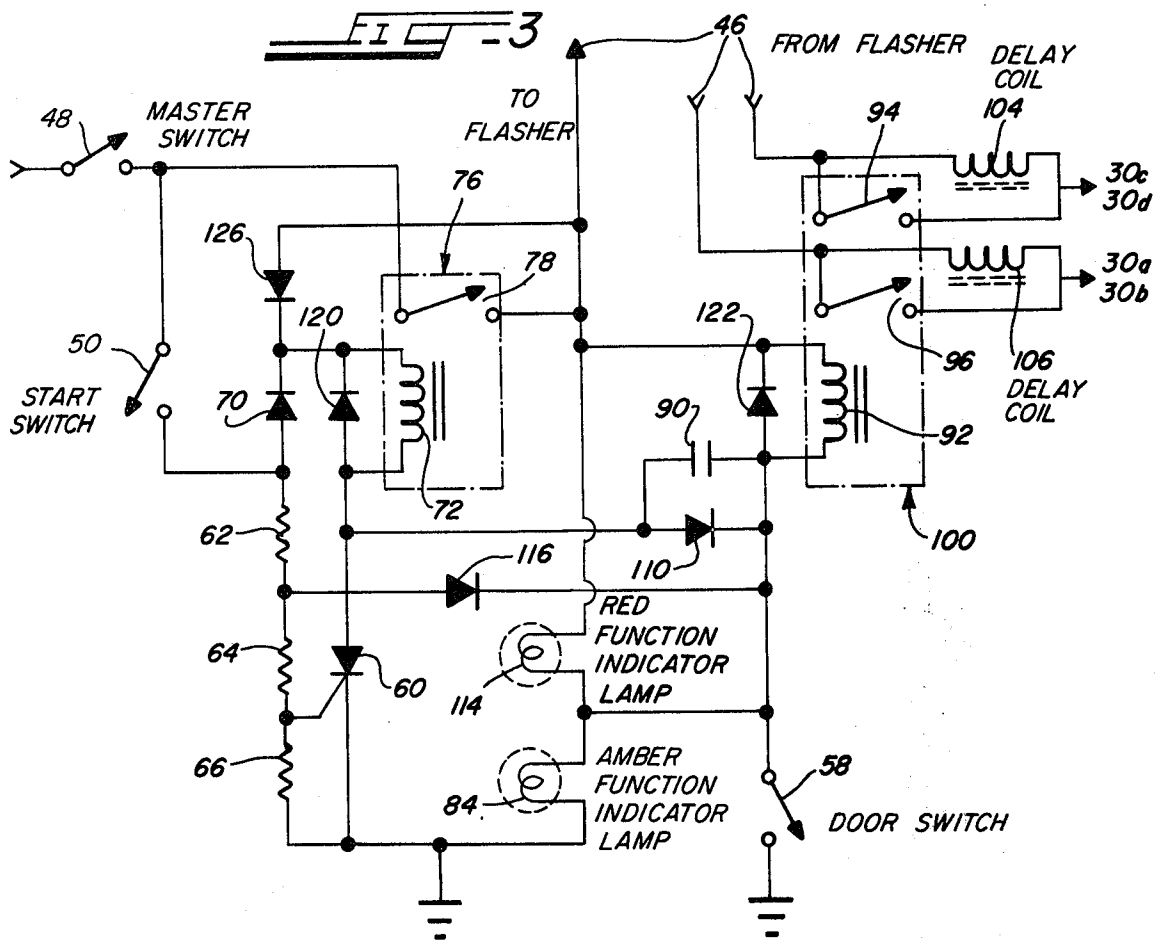 FIG-3
46
FROM FLASHER
DELAY
COIL
104
48
MASTER
SWITCH
TO
FLASHER
94
30c
30d
76
126
78
30a
30b
50
120
122
96
106
DELAY
COIL
START
SWITCH
70
90
92
72
62
116
110
100
RED
FUNCTION
INDICATOR
LAMP
64
60
114
66
AMBER
FUNCTION
INDICATOR
LAMP
84
58
DOOR SWITCH